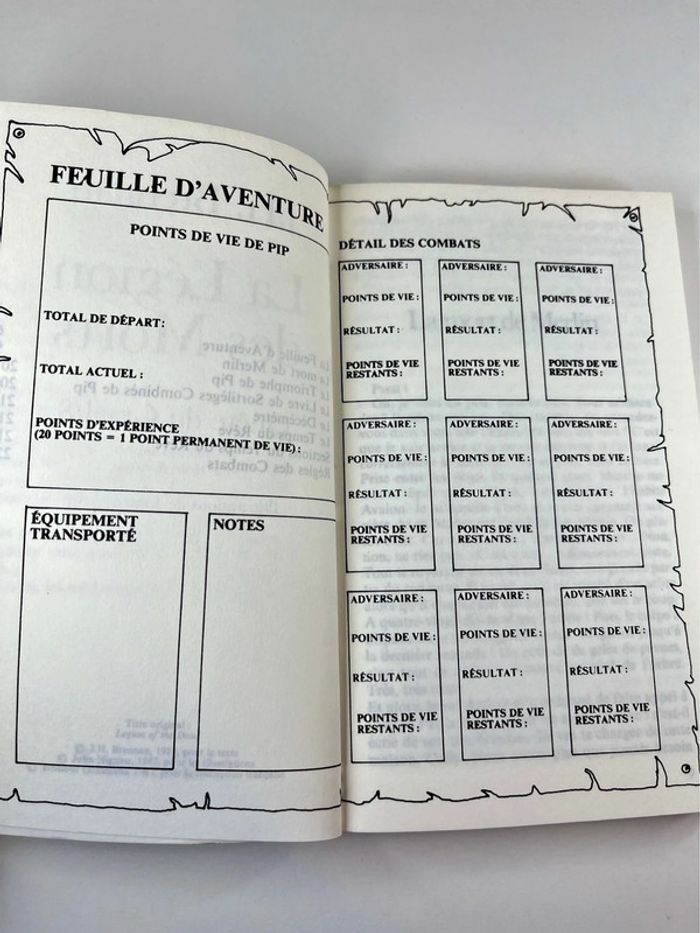 FEUILLE D'AVENTURE
POINTS DE VIE DE PIP
TOTAL DE DÉPART:
TOTAL ACTUEL :
POINTS D'EXPÉRIENCE
(20 POINTS = 1 POINT PERMANENT DE VIE) :
ÉQUIPEMENT
TRANSPORTÉ
NOTES
DÉTAIL DES COMBATS
ADVERSAIRE :
POINTS DE VIE :
RÉSULTAT :
POINTS DE VIE
RESTANTS :
ADVERSAIRE :
POINTS DE VIE :
RÉSULTAT :
POINTS DE VIE
RESTANTS :
ADVERSAIRE :
POINTS DE VIE :
RÉSULTAT :
POINTS DE VIE
RESTANTS :
ADVERSAIRE :
POINTS DE VIE :
RÉSULTAT :
POINTS DE VIE
RESTANTS :
ADVERSAIRE :
POINTS DE VIE :
RÉSULTAT :
POINTS DE VIE
RESTANTS :
ADVERSAIRE :
POINTS DE VIE :
RÉSULTAT :
POINTS DE VIE
RESTANTS :
ADVERSAIRE :
POINTS DE VIE :
RÉSULTAT :
POINTS DE VIE
RESTANTS :
ADVERSAIRE :
POINTS DE VIE :
RÉSULTAT :
POINTS DE VIE
RESTANTS :
ADVERSAIRE :
POINTS DE VIE :
RÉSULTAT :
POINTS DE VIE
RESTANTS :